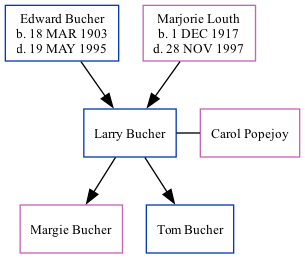 Edward Bucher
b. 18 MAR 1903
d. 19 MAY 1995
Marjorie Louth
b. 1 DEC 1917
d. 28 NOV 1997
Larry Bucher
Carol Popejoy
Margie Bucher
Tom Bucher